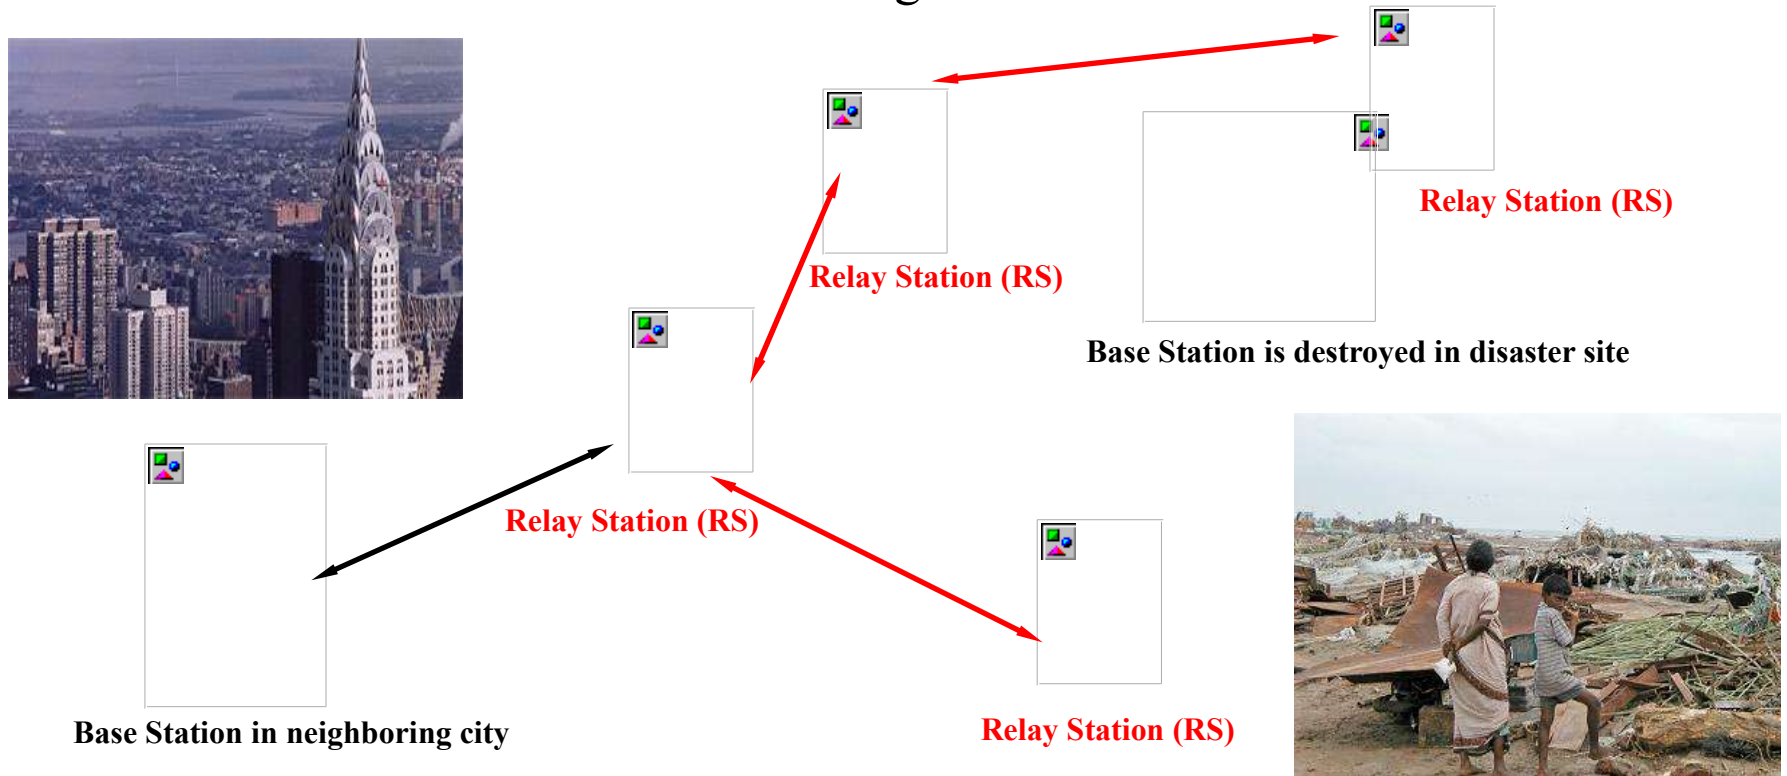 Relay Station (RS)
Relay Station (RS)
Base Station is destroyed in disaster site
Relay Station (RS)
Base Station in neighboring city
Relay Station (RS)